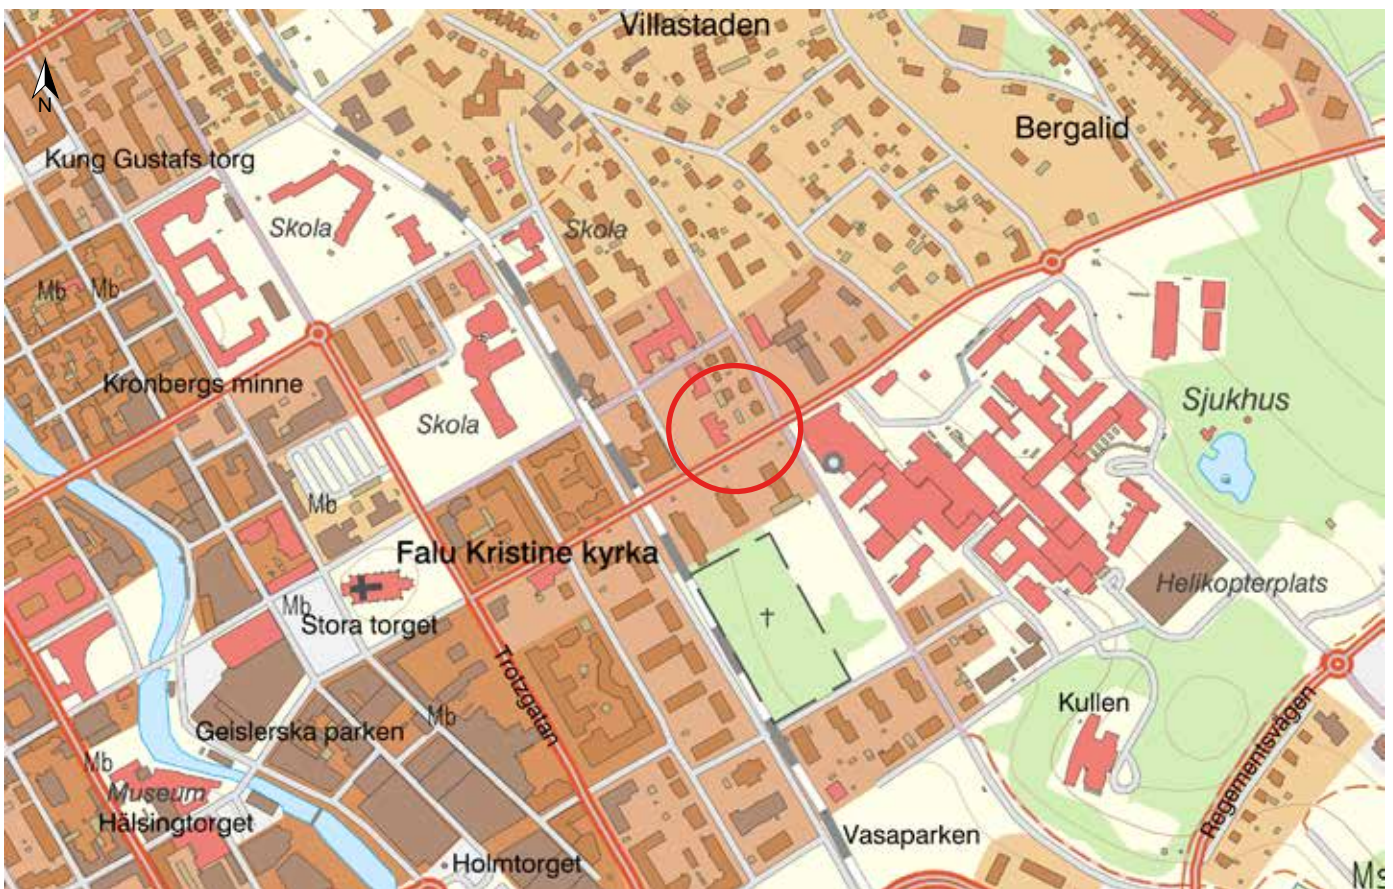 Villastaden
N
Bergalid
Kung Gustafs torg
Skola
Skola
Mb
Mb
Kronbergs minne
Skola
Sjukhus
Mb
Falu Kristine kyrka
Helikopterplats
Mb
Stora torget
Trotzgatan
Kullen
Mb
Geislerska parken
Regementsvägen
Mb
Museum
Hälsingtorget
Vasaparken
Holmtorget
Ms